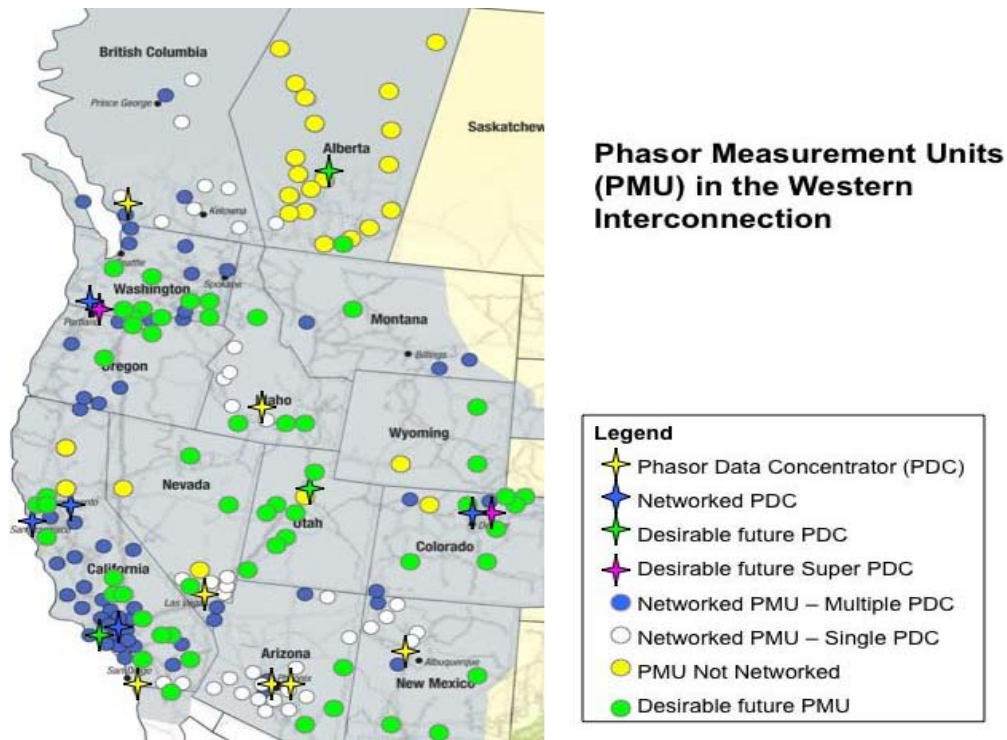 British Columbia
Prince George
Saskatchew
Alberta
Phasor Measurement Units
(PMU) in the Western
Interconnection
Kelowna
Seattle
Washington
Spokane
Portland
Montana
Billings
Oregon
Idaho
Wyoming
Nevada
Utah
Colorado
California
Las Vegas
San Diego
Arizona
Albuquerque
New Mexico
Legend
Phasor Data Concentrator (PDC)
Networked PDC
Desirable future PDC
Desirable future Super PDC
Networked PMU – Multiple PDC
Networked PMU – Single PDC
PMU Not Networked
Desirable future PMU